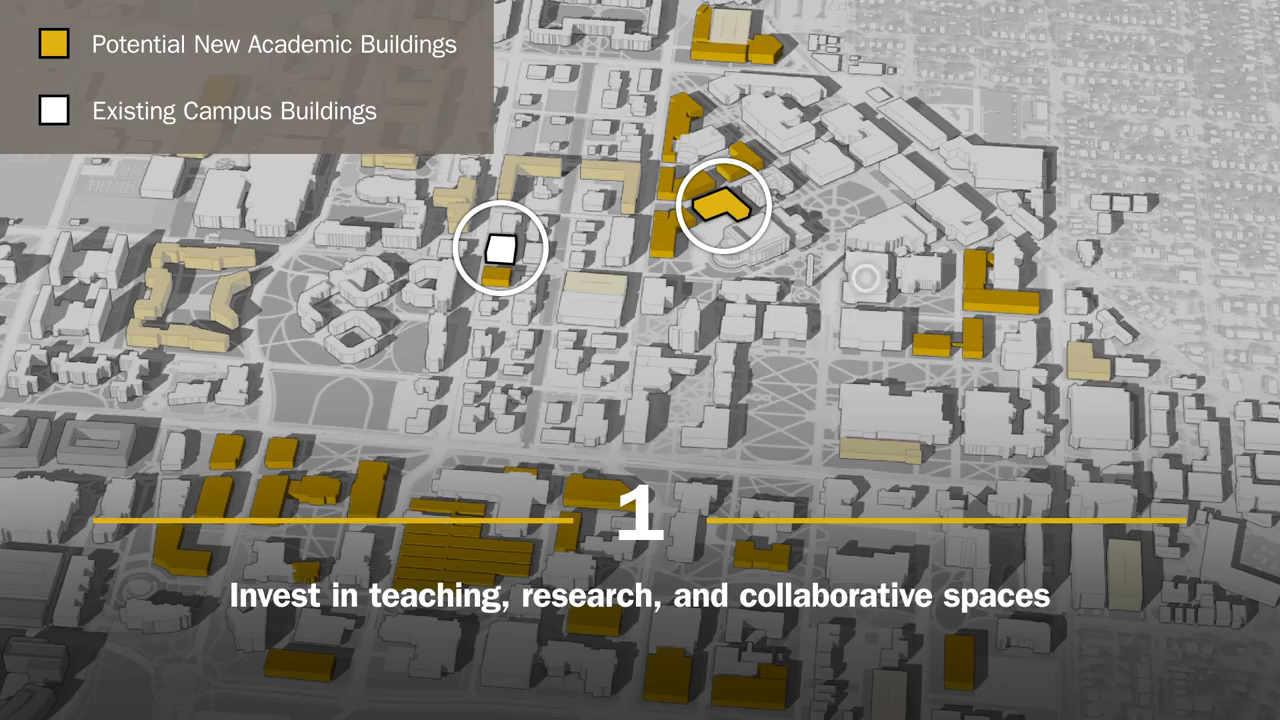 Potential New Academic Buildings
Existing Campus Buildings
1
Invest in teaching, research, and collaborative spaces